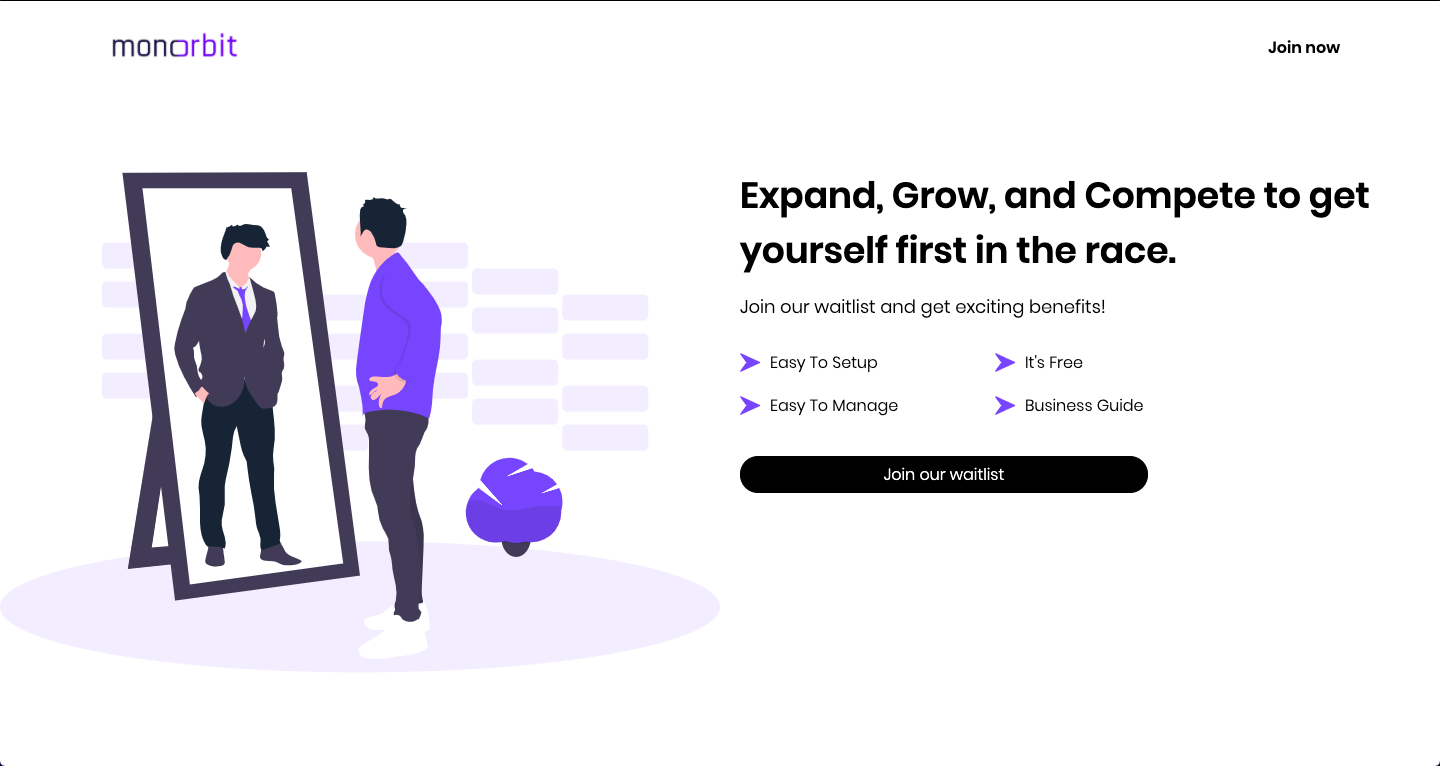 monorbit
Join now
Expand, Grow, and Compete to get
yourself first in the race.
Join our waitlist and get exciting benefits!
Easy To Setup
It's Free
Easy To Manage
Business Guide
Join our waitlist